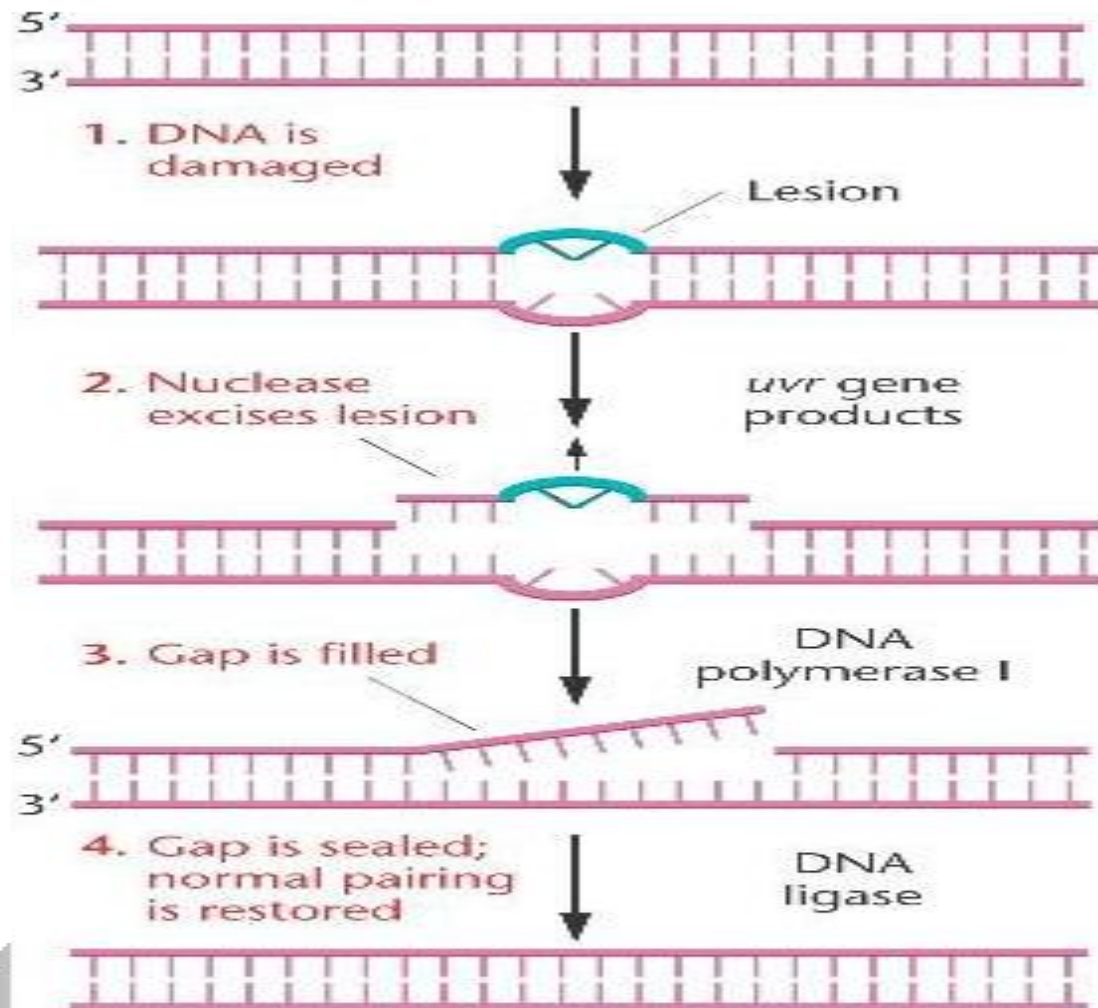 5′
3′
1. DNA is
damaged
Lesion
2. Nuclease
excises lesion
uvr gene
products
3. Gap is filled
DNA
polymerase I
5′
3′
4. Gap is sealed;
normal pairing
is restored
DNA
ligase